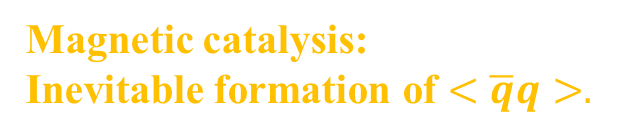 Magnetic catalysis:
Inevitable formation of < q̅q >.